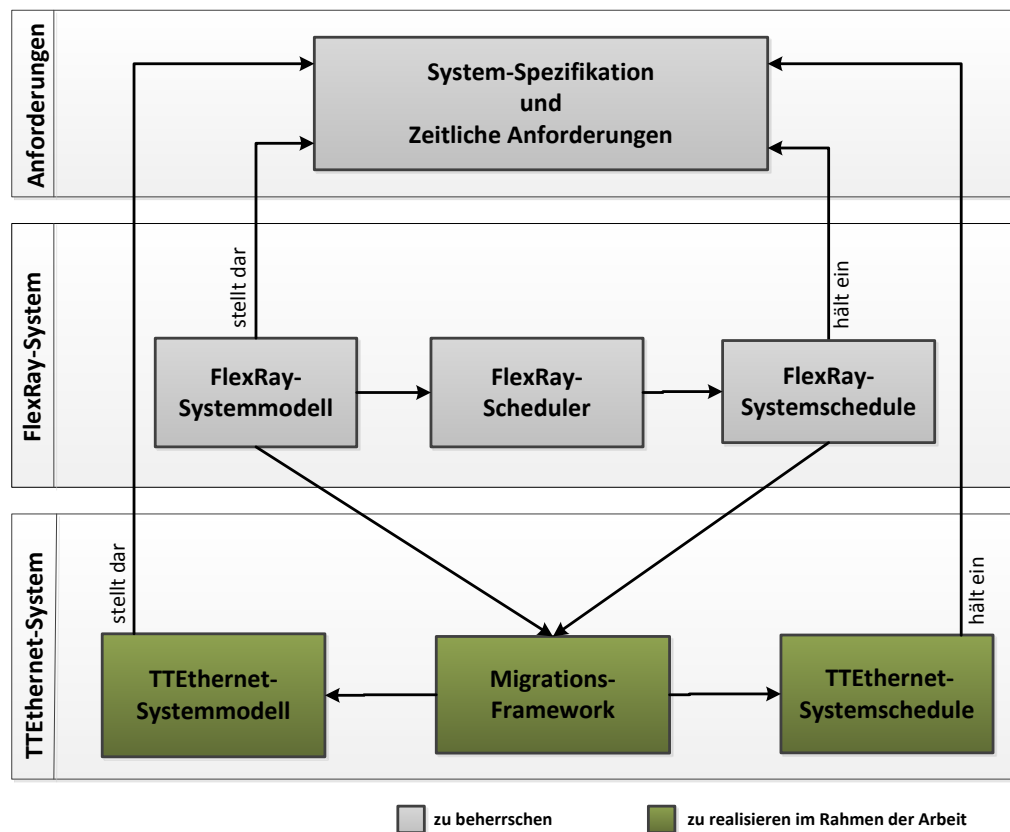 Anforderungen
System-Spezifikation
und
Zeitliche Anforderungen
FlexRay-System
stellt dar
hält ein
FlexRay-
Systemmodell
FlexRay-
Scheduler
FlexRay-
Systemschedule
TTEthernet-System
stellt dar
hält ein
TTEthernet-
Systemmodell
Migrations-
Framework
TTEthernet-
Systemschedule
zu beherrschen
zu realisieren im Rahmen der Arbeit